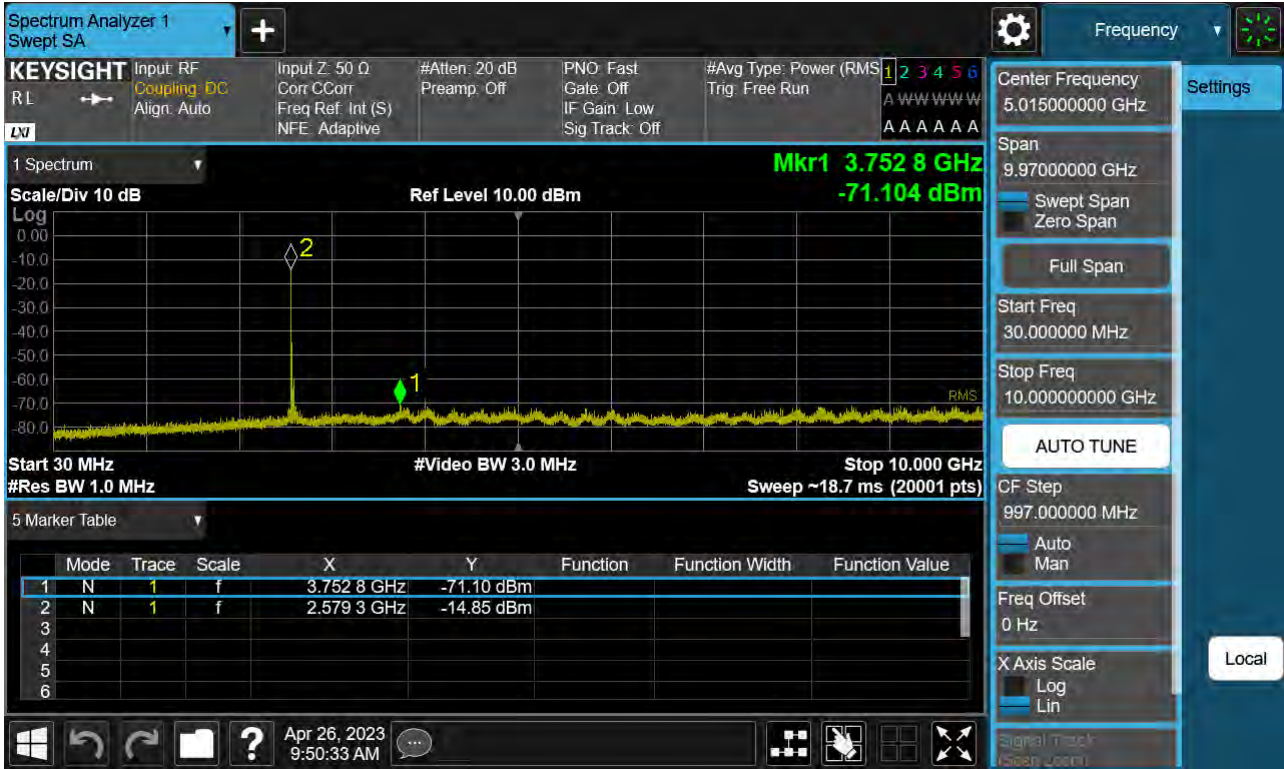 Spectrum Analyzer 1
Swept SA
Frequency
KEYSIGHT
RL
LXI
Input: RF
Coupling: DC
Align: Auto
Input Z: 50 Ω
Corr CCorr
Freq Ref: Int (S)
NFE: Adaptive
#Atten: 20 dB
Preamp: Off
PNO: Fast
Gate: Off
IF Gain: Low
Sig Track: Off
#Avg Type: Power (RMS
Trig: Free Run
1 2 3 4 5 6
A W W W W W
A A A A A A
1 Spectrum
Mkr1 3.752 8 GHz
-71.104 dBm
Scale/Div 10 dB
Ref Level 10.00 dBm
Log
0.00
-10.0
-20.0
-30.0
-40.0
-50.0
-60.0
-70.0
-80.0
2
1
RMS
Start 30 MHz
#Video BW 3.0 MHz
Stop 10.000 GHz
#Res BW 1.0 MHz
Sweep ~18.7 ms (20001 pts)
5 Marker Table
Mode Trace Scale X Y Function Function Width Function Value
1 N 1 f 3.752 8 GHz -71.10 dBm
2 N 1 f 2.579 3 GHz -14.85 dBm
3
4
5
6
Center Frequency
5.015000000 GHz
Settings
Span
9.97000000 GHz
Swept Span
Zero Span
Full Span
Start Freq
30.000000 MHz
Stop Freq
10.000000000 GHz
AUTO TUNE
CF Step
997.000000 MHz
Auto
Man
Freq Offset
0 Hz
X Axis Scale
Log
Lin
Signal Track
(Span Zoom)
Local
?
Apr 26, 2023
9:50:33 AM